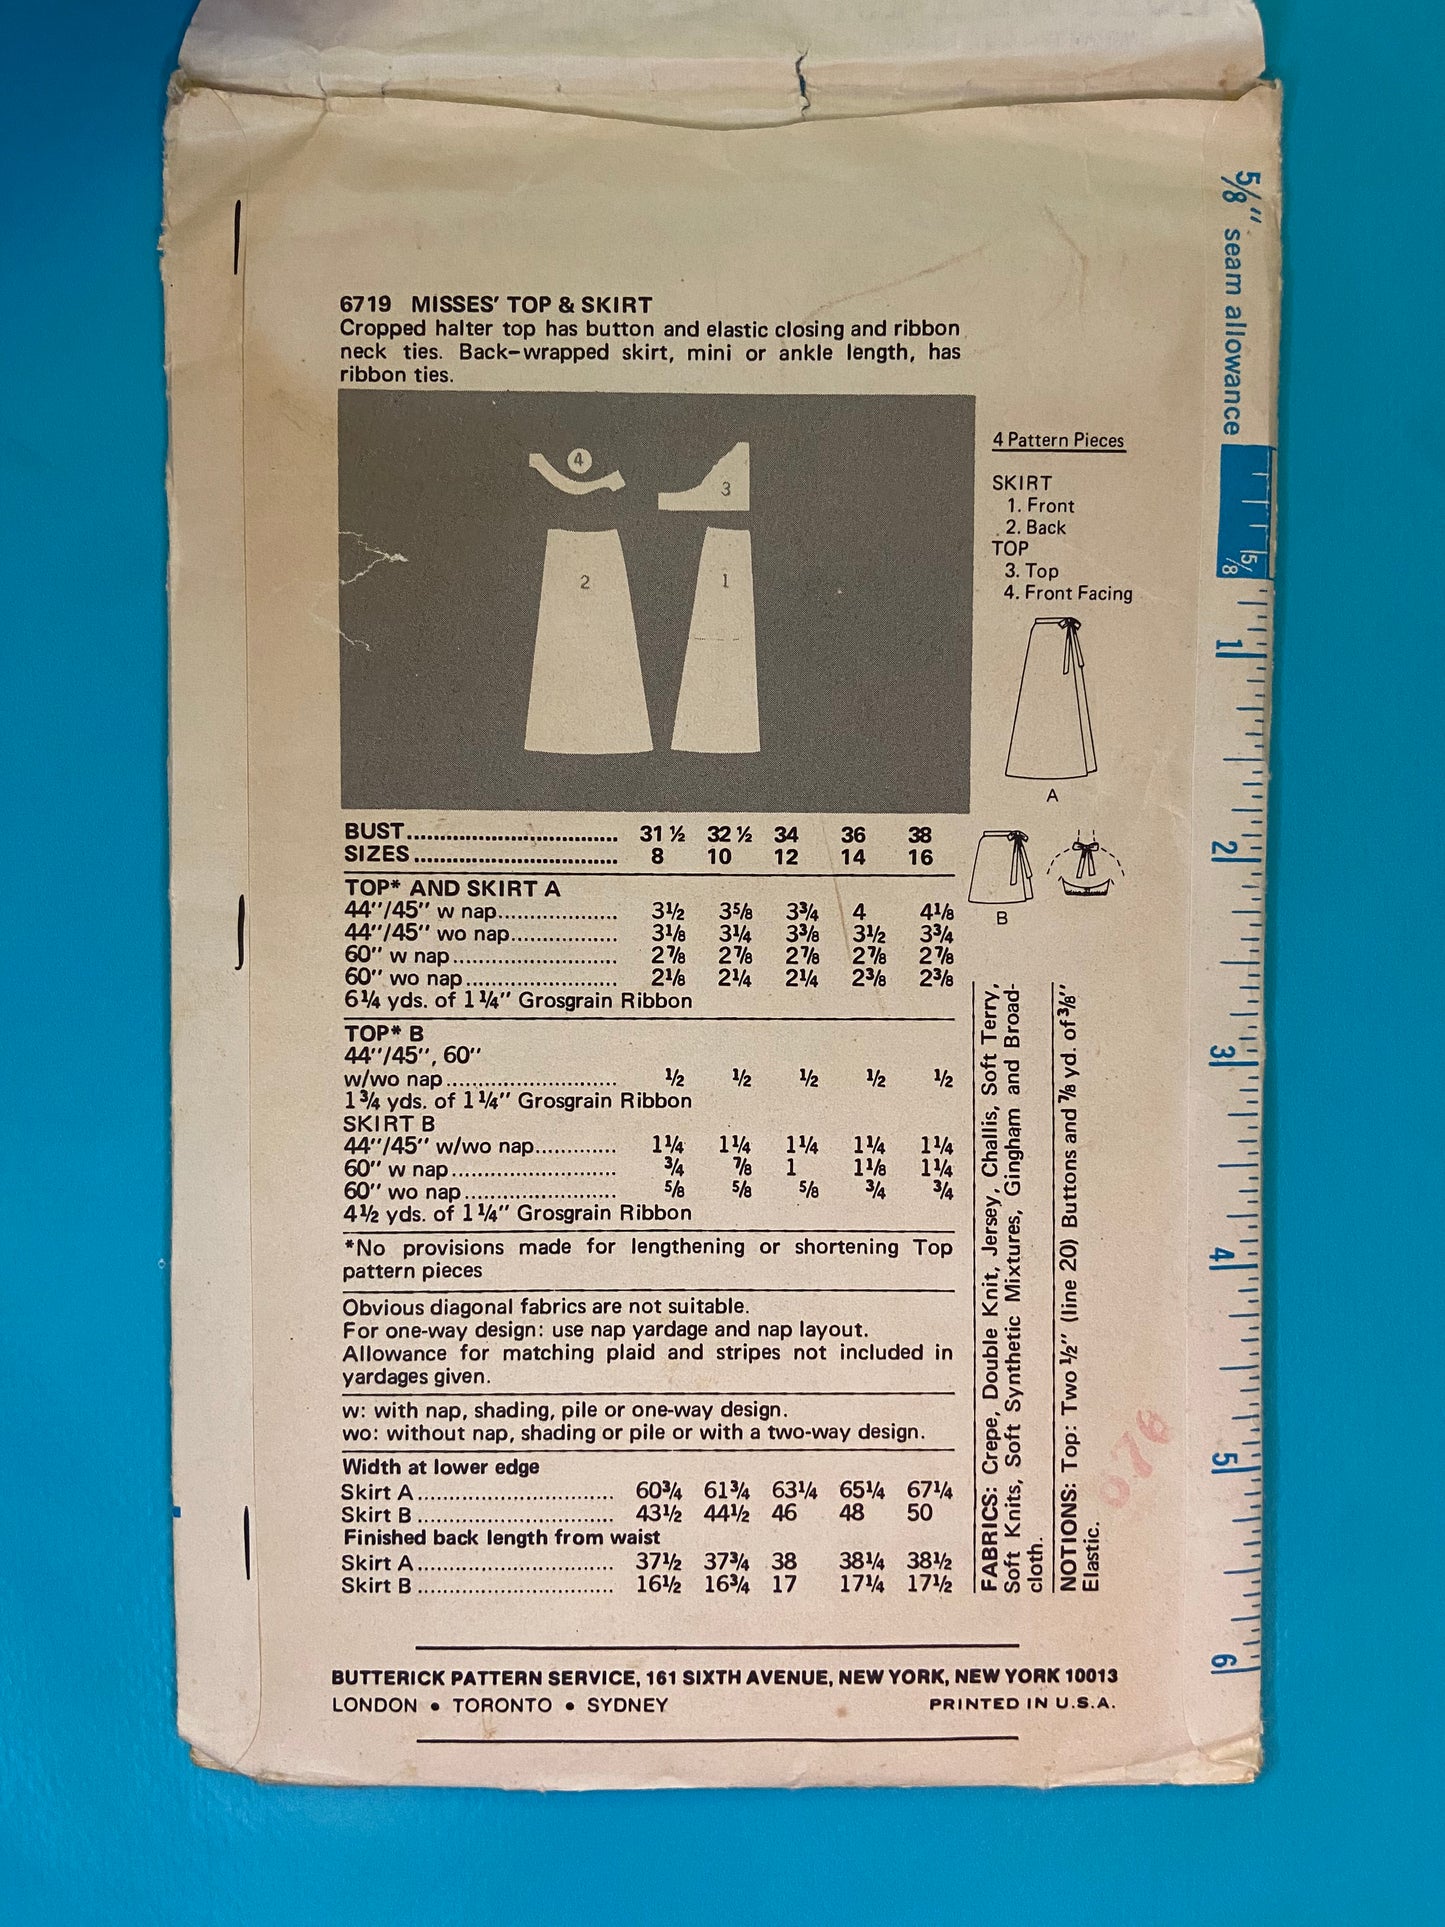 6719 MISSES' TOP & SKIRT
Cropped halter top has button and elastic closing and ribbon
neck ties. Back-wrapped skirt, mini or ankle length, has
ribbon ties.
4
3
2
1
4 Pattern Pieces
SKIRT
1. Front
2. Back
TOP
3. Top
4. Front Facing
A
B
BUST.................................. 31 ½ 32 ½ 34 36 38
SIZES.................................. 8 10 12 14 16
TOP* AND SKIRT A
44"/45" w nap.................... 3½ 3⅝ 3¾ 4 4⅛
44"/45" wo nap.................. 3⅛ 3¼ 3⅜ 3½ 3¾
60" w nap........................... 2⅞ 2⅞ 2⅞ 2⅞ 2⅞
60" wo nap......................... 2⅛ 2¼ 2¼ 2⅜ 2⅜
6¼ yds. of 1¼" Grosgrain Ribbon
TOP* B
44"/45", 60"
w/wo nap............................ ½ ½ ½ ½ ½
1¾ yds. of 1¼" Grosgrain Ribbon
SKIRT B
44"/45" w/wo nap............. 1¼ 1¼ 1¼ 1¼ 1¼
60" w nap........................... ¾ ⅞ 1 1⅛ 1¼
60" wo nap......................... ⅝ ⅝ ⅝ ¾ ¾
4½ yds. of 1¼" Grosgrain Ribbon
*No provisions made for lengthening or shortening Top
pattern pieces
Obvious diagonal fabrics are not suitable.
For one-way design: use nap yardage and nap layout.
Allowance for matching plaid and stripes not included in
yardages given.
w: with nap, shading, pile or one-way design.
wo: without nap, shading or pile or with a two-way design.
Width at lower edge
Skirt A................................ 60¾ 61¾ 63¼ 65¼ 67¼
Skirt B................................ 43½ 44½ 46 48 50
Finished back length from waist
Skirt A................................ 37½ 37¾ 38 38¼ 38½
Skirt B................................ 16½ 16¾ 17 17¼ 17½
FABRICS: Crepe, Double Knit, Jersey, Challis, Soft Terry,
Soft Knits, Soft Synthetic Mixtures, Gingham and Broad-
cloth.
NOTIONS: Top: Two ½" (line 20) Buttons and ⅞ yd. of ⅜"
Elastic.
076
BUTTERICK PATTERN SERVICE, 161 SIXTH AVENUE, NEW YORK, NEW YORK 10013
LONDON • TORONTO • SYDNEY PRINTED IN U.S.A.
5/8" seam allowance
5/8
1
2
3
4
5
6